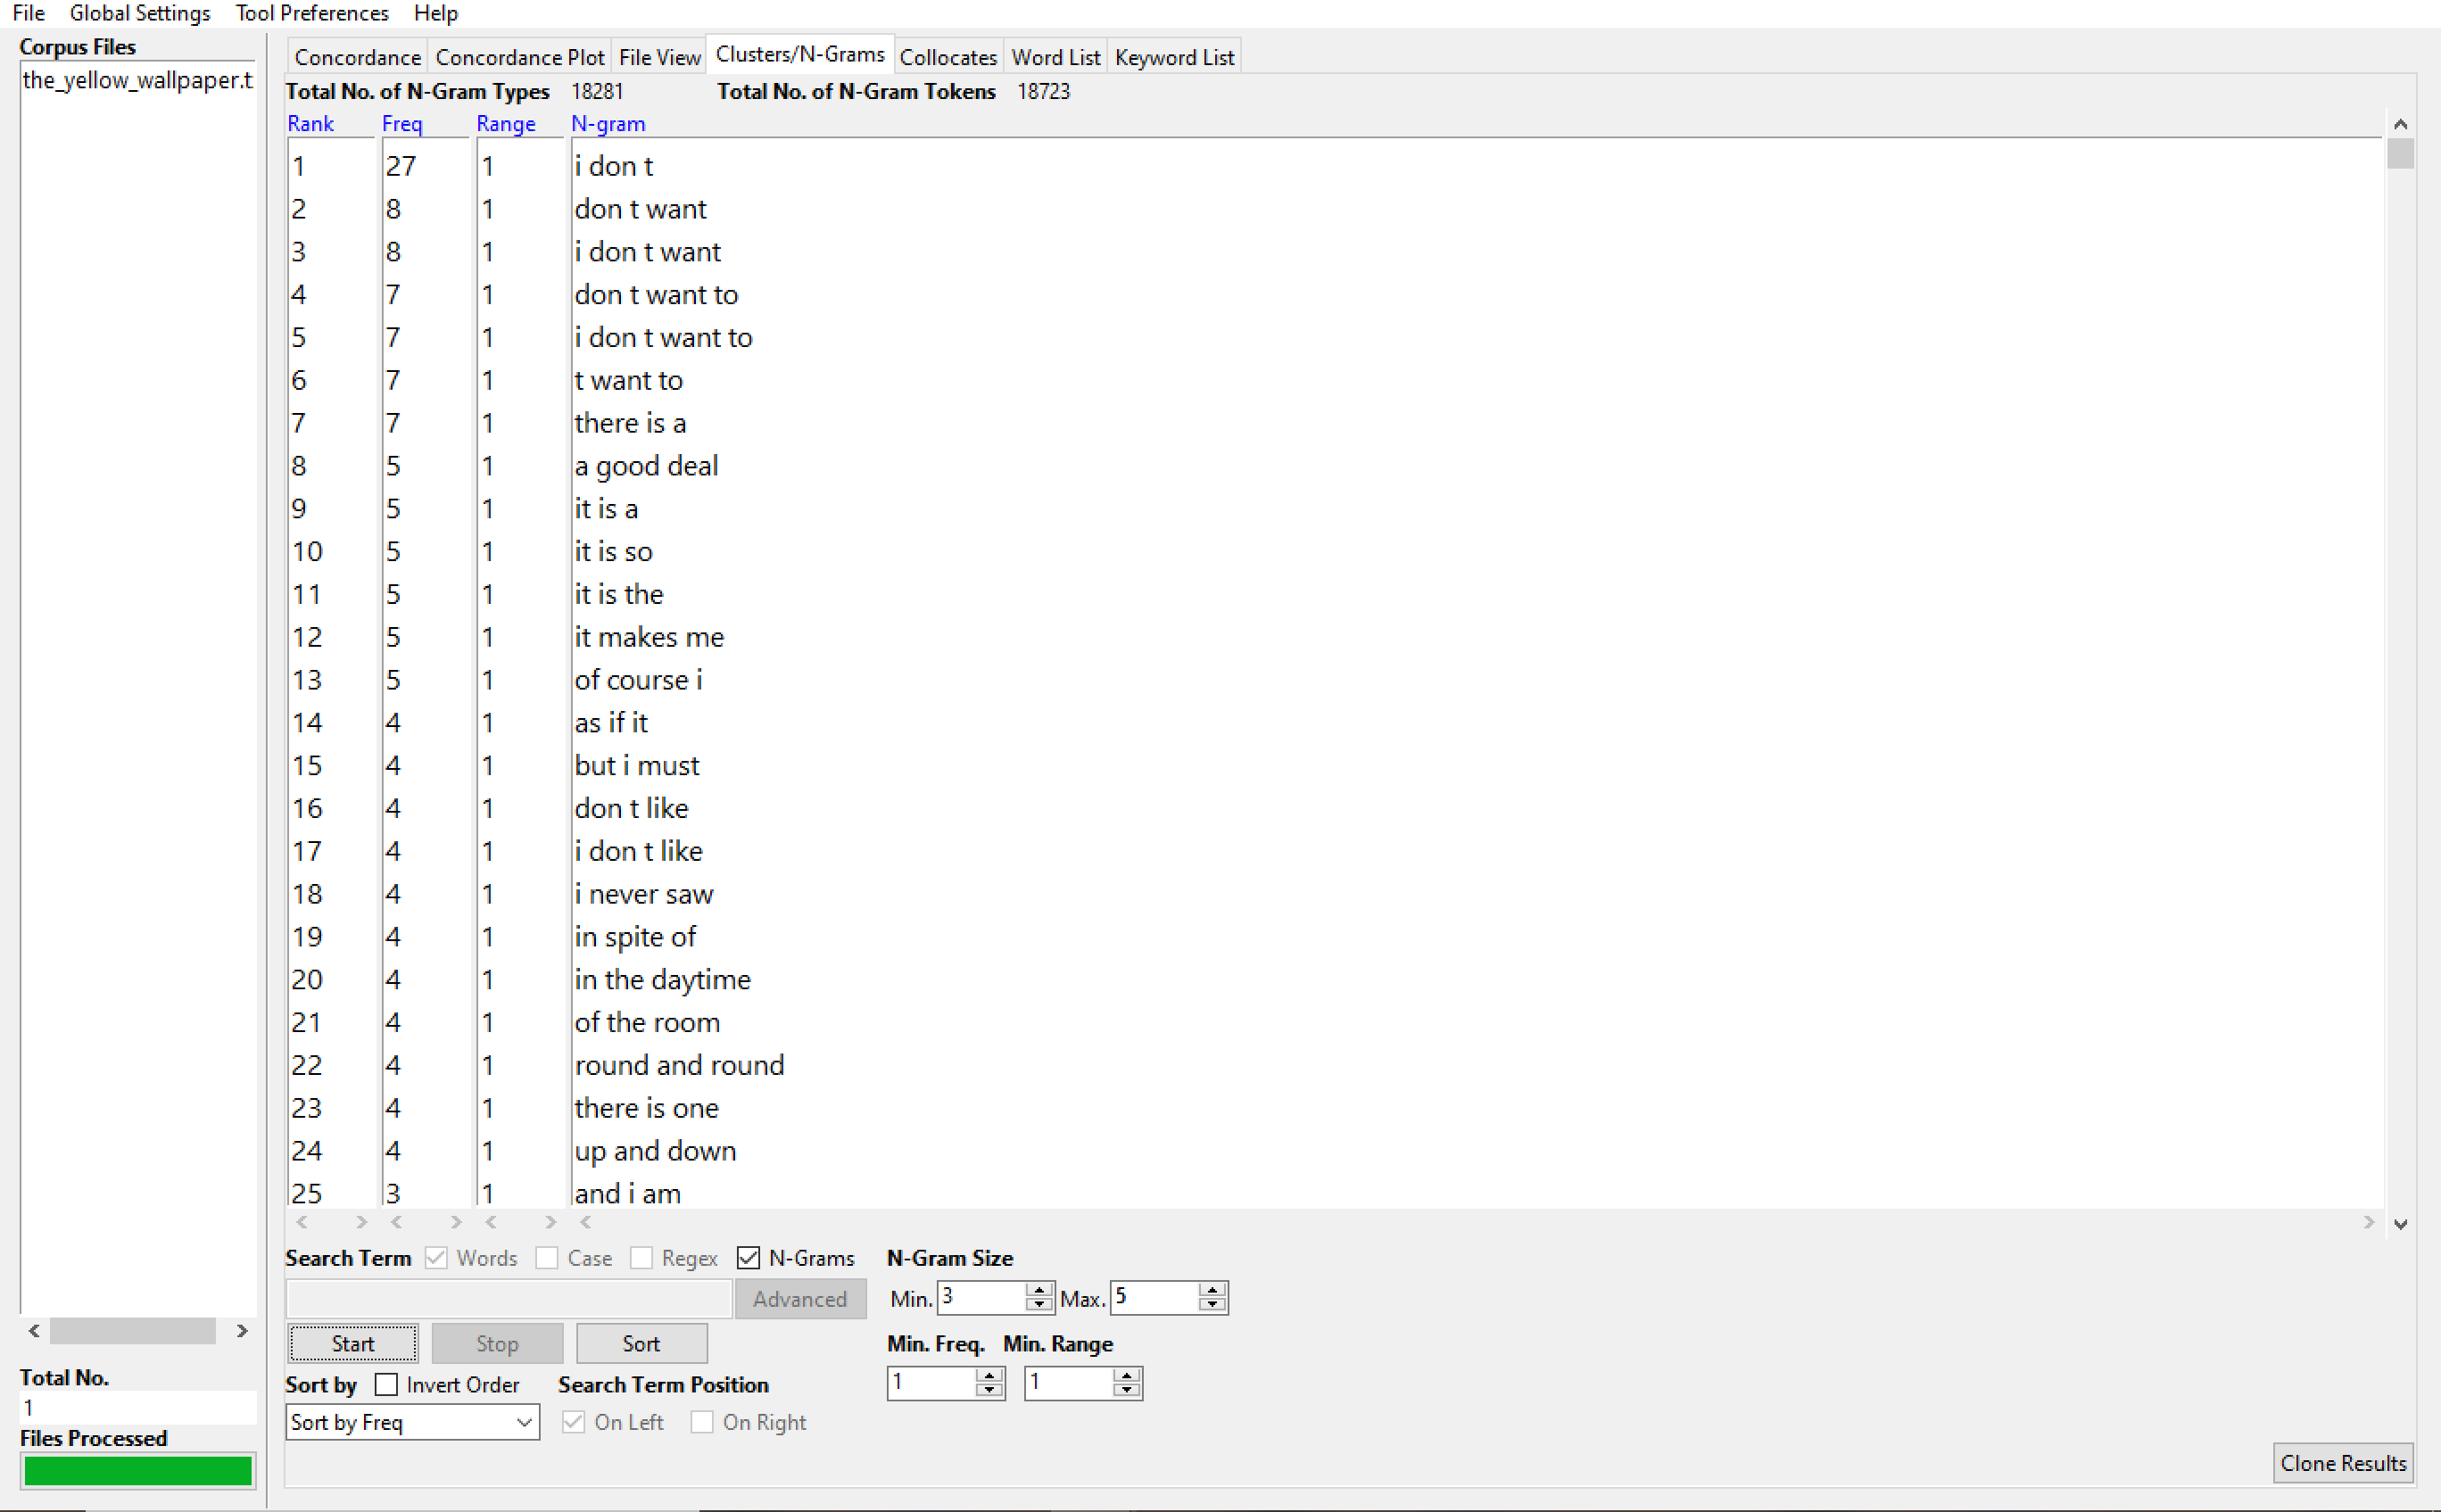 File Global Settings Tool Preferences Help
Corpus Files
the_yellow_wallpaper.t
Concordance Concordance Plot File View Clusters/N-Grams Collocates Word List Keyword List
Total No. of N-Gram Types 18281 Total No. of N-Gram Tokens 18723
Rank Freq Range N-gram
1 27 1 i don t
2 8 1 don t want
3 8 1 i don t want
4 7 1 don t want to
5 7 1 i don t want to
6 7 1 t want to
7 7 1 there is a
8 5 1 a good deal
9 5 1 it is a
10 5 1 it is so
11 5 1 it is the
12 5 1 it makes me
13 5 1 of course i
14 4 1 as if it
15 4 1 but i must
16 4 1 don t like
17 4 1 i don t like
18 4 1 i never saw
19 4 1 in spite of
20 4 1 in the daytime
21 4 1 of the room
22 4 1 round and round
23 4 1 there is one
24 4 1 up and down
25 3 1 and i am
Search Term Words Case Regex N-Grams N-Gram Size
Advanced Min. 3 Max. 5
Start Stop Sort Min. Freq. Min. Range
Sort by Invert Order Search Term Position 1 1
Sort by Freq On Left On Right
Total No.
1
Files Processed
Clone Results